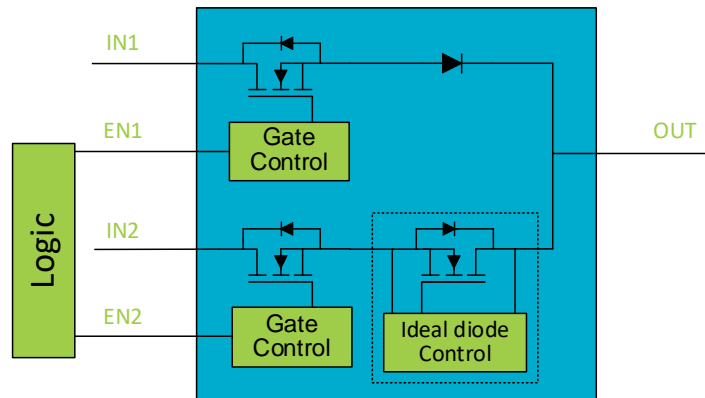 IN1
EN1
Gate
Control
OUT
Logic
IN2
EN2
Gate
Control
Ideal diode
Control